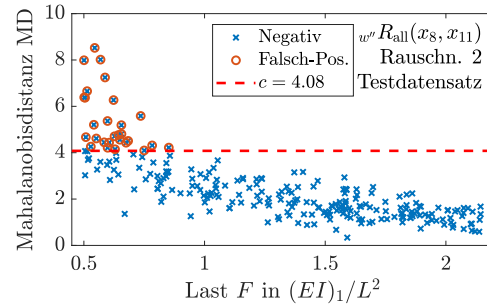 Mahalanobisdistanz MD
10
8
6
4
2
0
Negativ
Falsch-Pos.
c = 4.08
w″Rall(x8, x11)
Rauschn. 2
Testdatensatz
0.5 1 1.5 2
Last F in (EI)1/L²